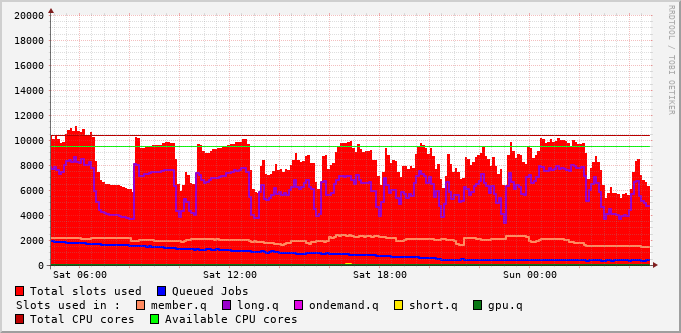 20000
18000
16000
14000
12000
10000
8000
6000
4000
2000
0
Sat 06:00 Sat 12:00 Sat 18:00 Sun 00:00
RRDTOOL / TOBI OETIKER
Total slots used Queued Jobs
Slots used in : member.q long.q ondemand.q short.q gpu.q
Total CPU cores Available CPU cores